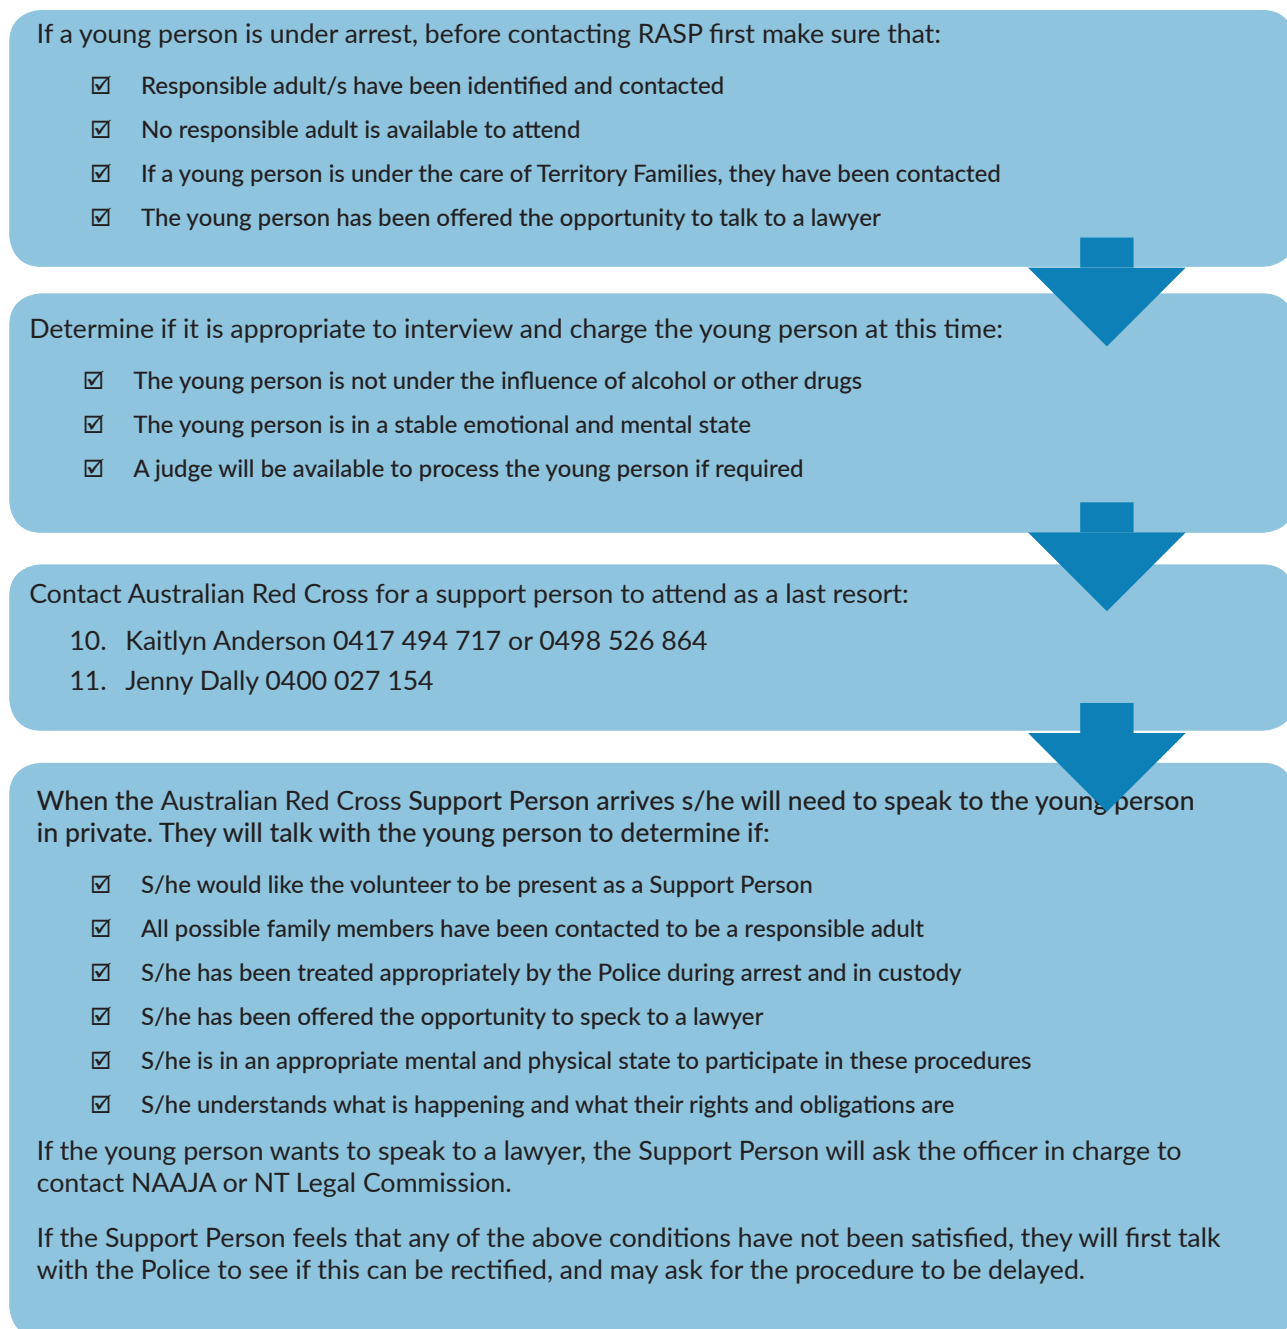 If a young person is under arrest, before contacting RASP first make sure that:
☑ Responsible adult/s have been identified and contacted
☑ No responsible adult is available to attend
☑ If a young person is under the care of Territory Families, they have been contacted
☑ The young person has been offered the opportunity to talk to a lawyer
Determine if it is appropriate to interview and charge the young person at this time:
☑ The young person is not under the influence of alcohol or other drugs
☑ The young person is in a stable emotional and mental state
☑ A judge will be available to process the young person if required
Contact Australian Red Cross for a support person to attend as a last resort:
10. Kaitlyn Anderson 0417 494 717 or 0498 526 864
11. Jenny Dally 0400 027 154
When the Australian Red Cross Support Person arrives s/he will need to speak to the young person
in private. They will talk with the young person to determine if:
☑ S/he would like the volunteer to be present as a Support Person
☑ All possible family members have been contacted to be a responsible adult
☑ S/he has been treated appropriately by the Police during arrest and in custody
☑ S/he has been offered the opportunity to speck to a lawyer
☑ S/he is in an appropriate mental and physical state to participate in these procedures
☑ S/he understands what is happening and what their rights and obligations are
If the young person wants to speak to a lawyer, the Support Person will ask the officer in charge to
contact NAAJA or NT Legal Commission.
If the Support Person feels that any of the above conditions have not been satisfied, they will first talk
with the Police to see if this can be rectified, and may ask for the procedure to be delayed.